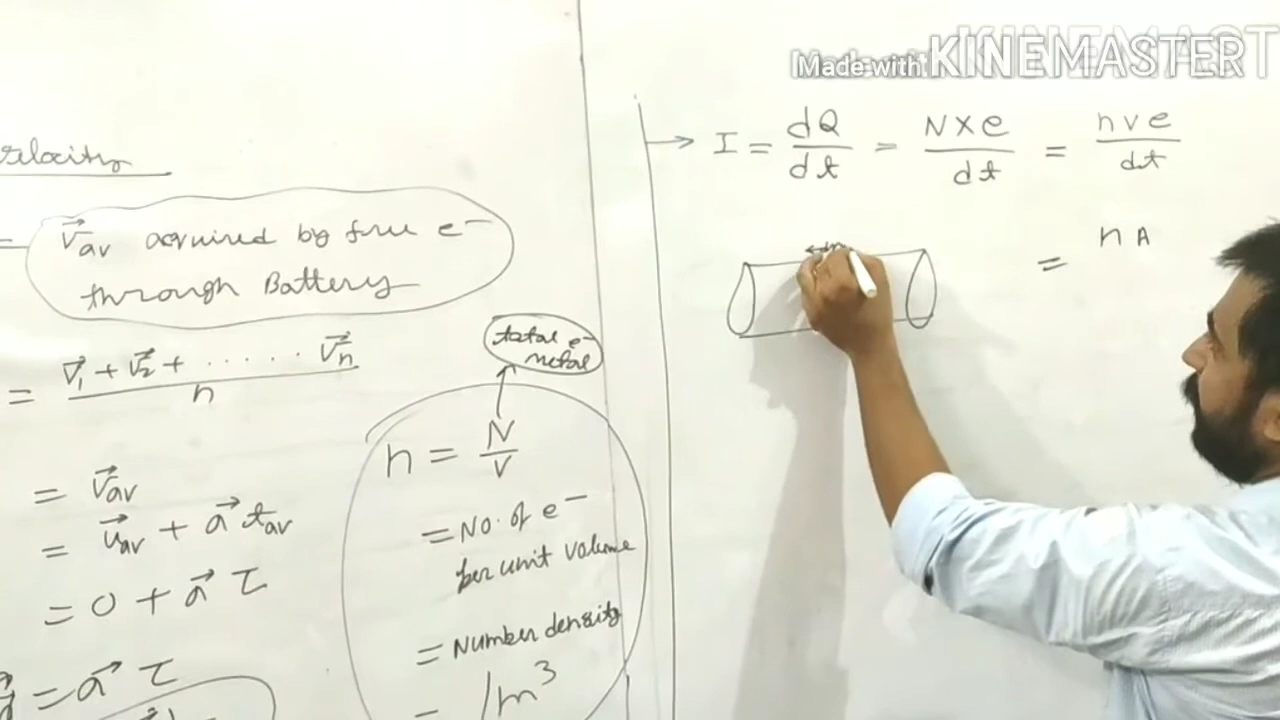 Made with KINEMASTER
elocity
V⃗av acquired by free e⁻
through Battery
= V⃗1 + V⃗2 + ...... V⃗n / n
= V⃗av
= u⃗av + a⃗ tav
= 0 + a⃗ τ
= a⃗ τ
total e⁻
metal
n = N / V
= No. of e⁻
per unit volume
= Number density
= /m³
→ I = dQ / dt = N×e / dt = nve / dt
= nA